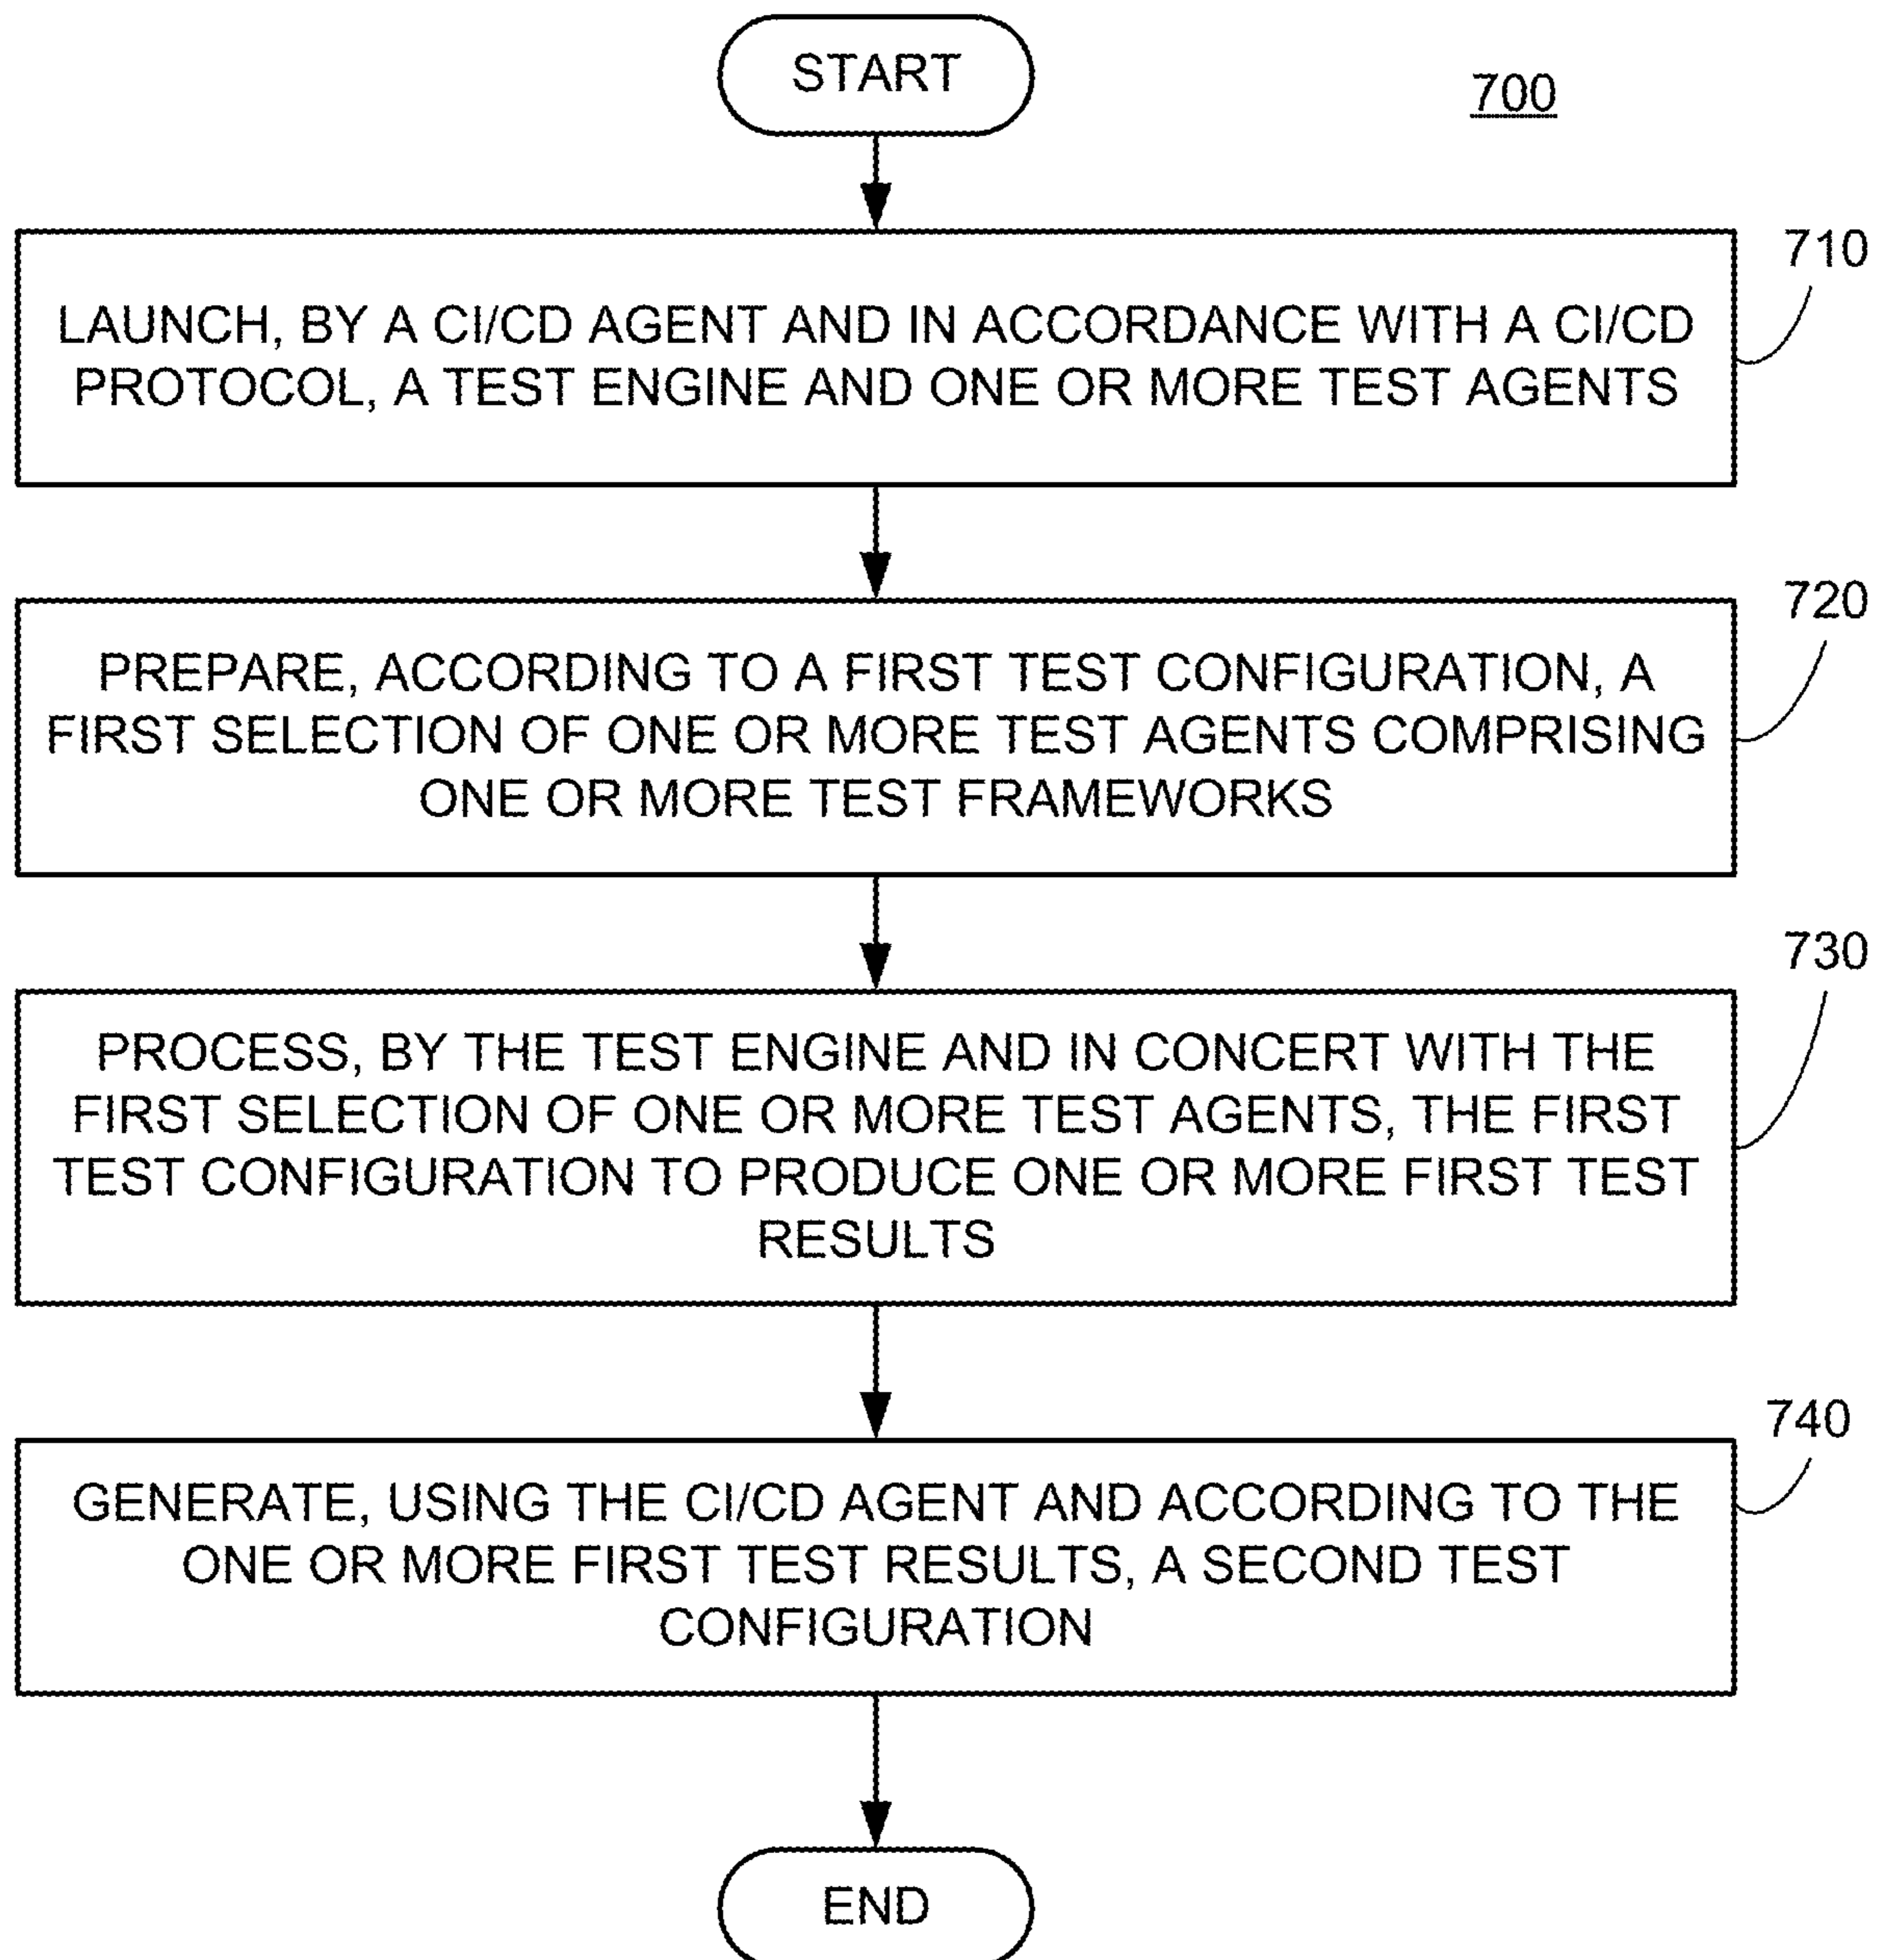 START
700
710
LAUNCH, BY A CI/CD AGENT AND IN ACCORDANCE WITH A CI/CD
PROTOCOL, A TEST ENGINE AND ONE OR MORE TEST AGENTS
720
PREPARE, ACCORDING TO A FIRST TEST CONFIGURATION, A
FIRST SELECTION OF ONE OR MORE TEST AGENTS COMPRISING
ONE OR MORE TEST FRAMEWORKS
730
PROCESS, BY THE TEST ENGINE AND IN CONCERT WITH THE
FIRST SELECTION OF ONE OR MORE TEST AGENTS, THE FIRST
TEST CONFIGURATION TO PRODUCE ONE OR MORE FIRST TEST
RESULTS
740
GENERATE, USING THE CI/CD AGENT AND ACCORDING TO THE
ONE OR MORE FIRST TEST RESULTS, A SECOND TEST
CONFIGURATION
END